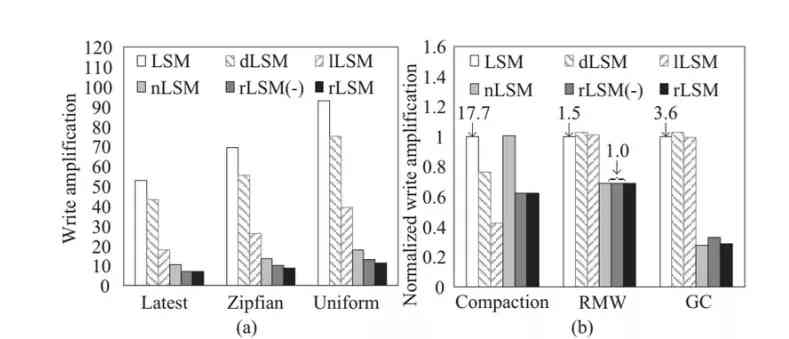 120
110
100
90
80
70
60
50
40
30
20
10
0
Write amplification
LSM dLSM lLSM
nLSM rLSM(-) rLSM
Latest Zipfian Uniform
(a)
1.6
1.4
1.2
1
0.8
0.6
0.4
0.2
0
Normalized write amplification
LSM dLSM lLSM
nLSM rLSM(-) rLSM
17.7 1.5 3.6
1.0
Compaction RMW GC
(b)